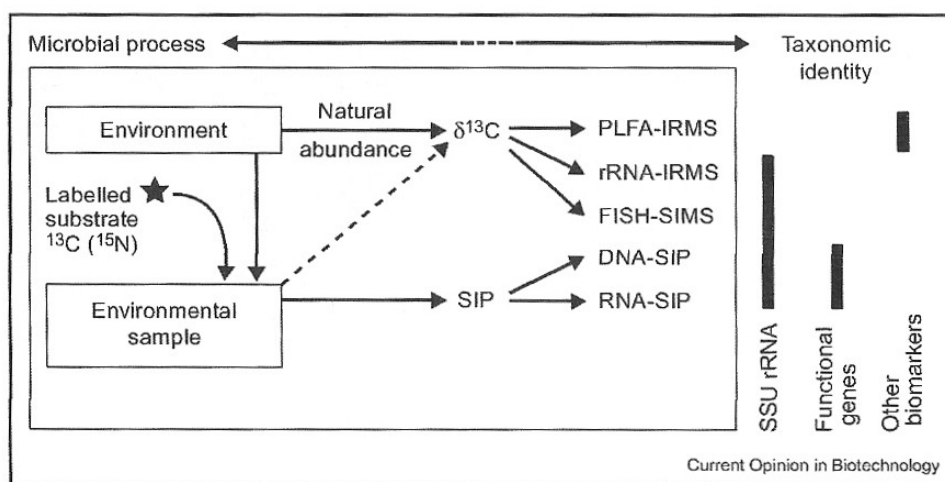 Microbial process
Taxonomic
identity
Environment
Natural
abundance
δ¹³C
PLFA-IRMS
rRNA-IRMS
FISH-SIMS
Labelled
substrate
¹³C (¹⁵N)
DNA-SIP
Environmental
sample
SIP
RNA-SIP
SSU rRNA
Functional
genes
Other
biomarkers
Current Opinion in Biotechnology